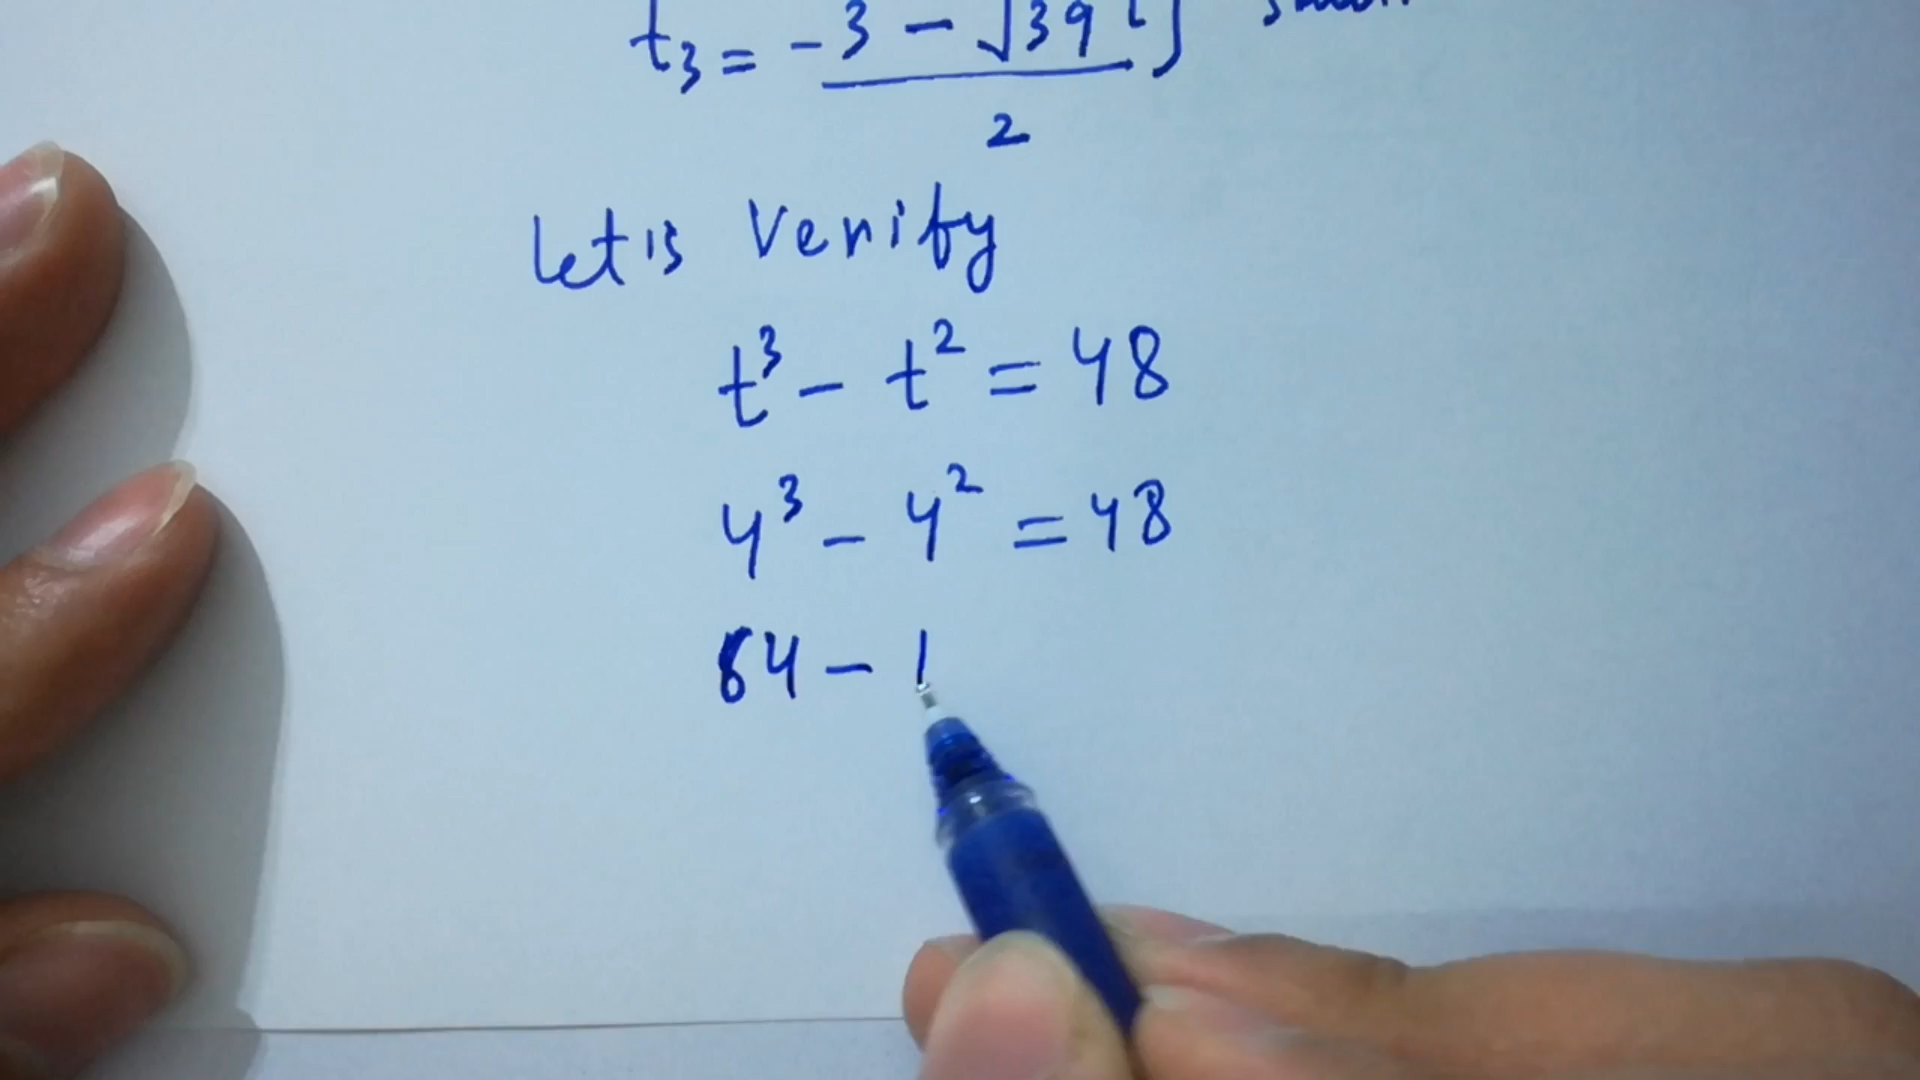 t₃ = -3 - √39 i }
2
Let's Verify
t³ - t² = 48
4³ - 4² = 48
64 - 1